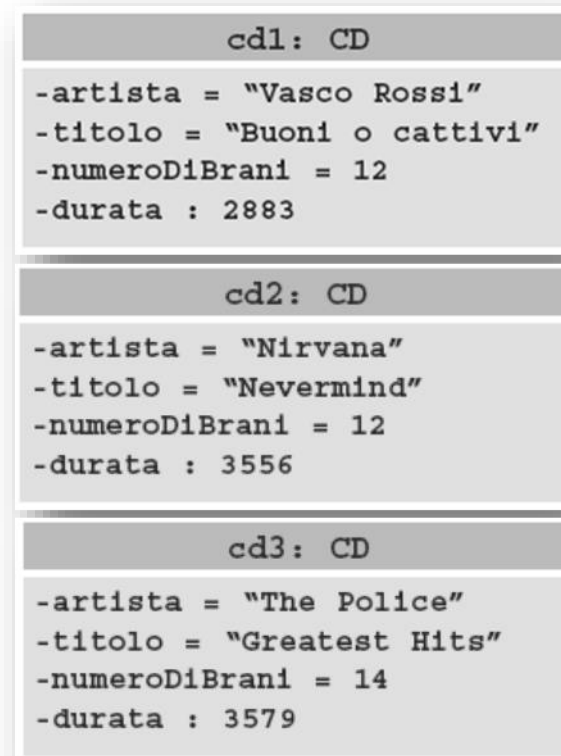 cd1: CD
-artista = “Vasco Rossi”
-titolo = “Buoni o cattivi”
-numeroDiBrani = 12
-durata : 2883
cd2: CD
-artista = “Nirvana”
-titolo = “Nevermind”
-numeroDiBrani = 12
-durata : 3556
cd3: CD
-artista = “The Police”
-titolo = “Greatest Hits”
-numeroDiBrani = 14
-durata : 3579